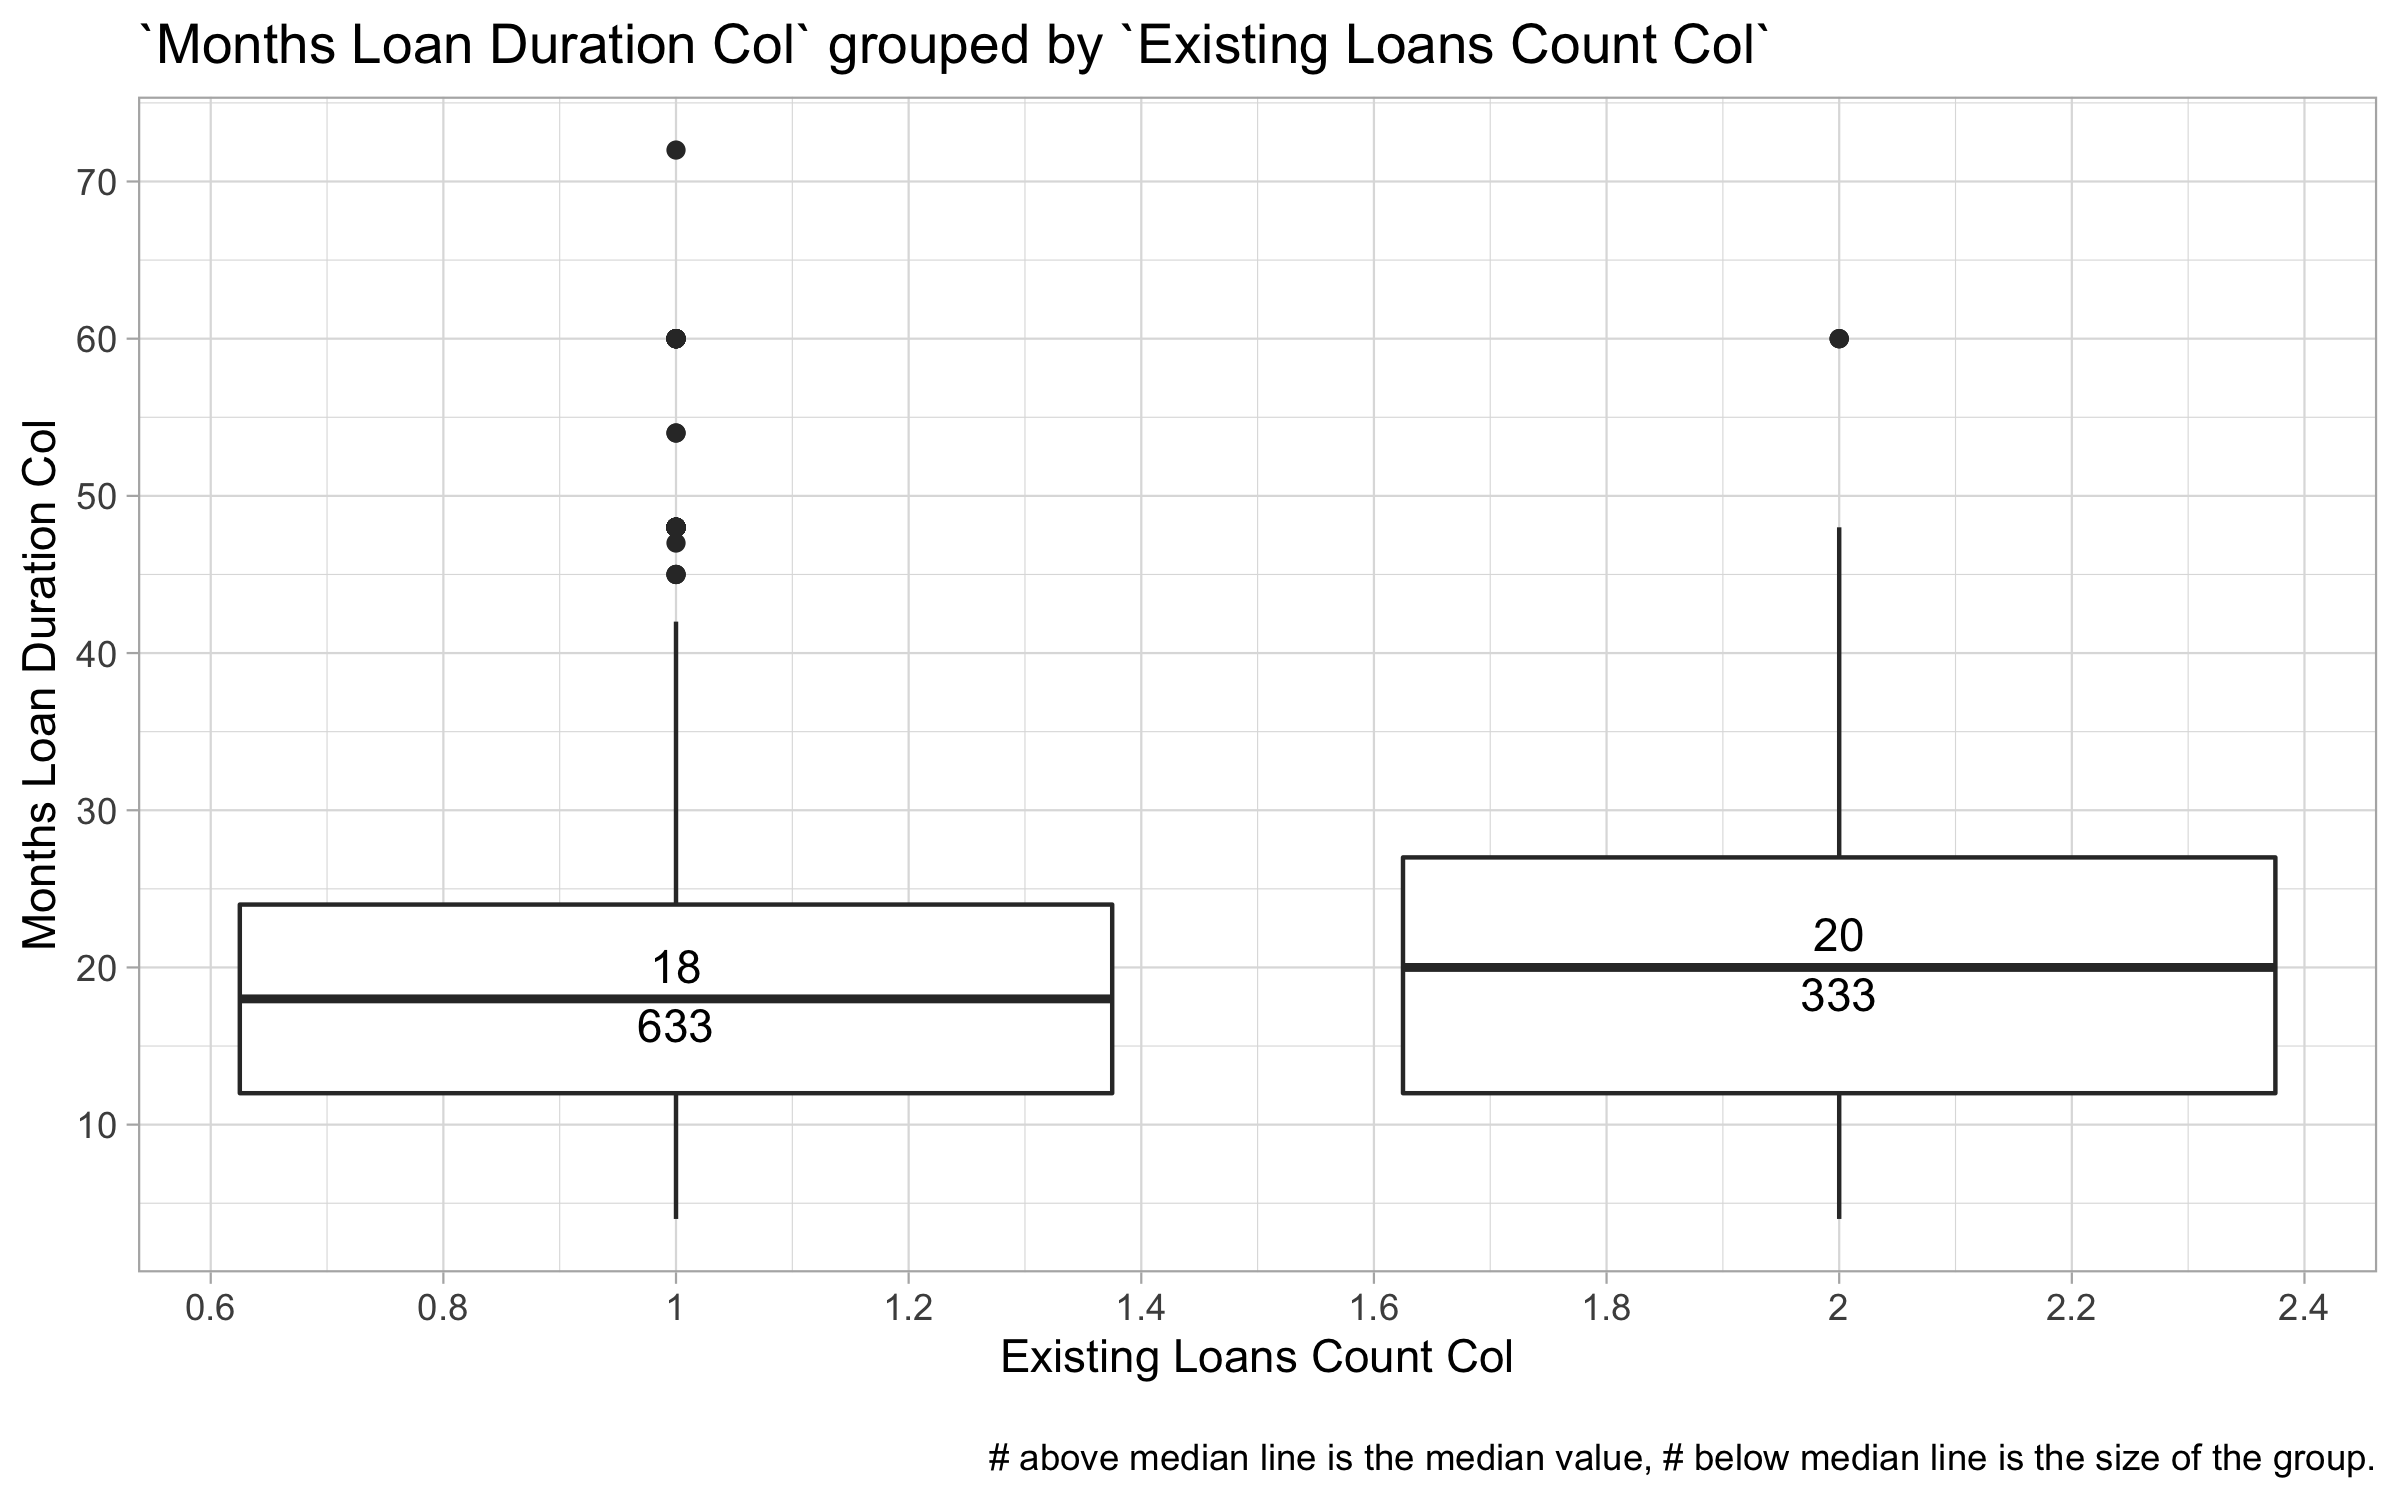 `Months Loan Duration Col` grouped by `Existing Loans Count Col`
Months Loan Duration Col
70
60
50
40
30
20
10
18
633
20
333
0.6 0.8 1 1.2 1.4 1.6 1.8 2 2.2 2.4
Existing Loans Count Col
# above median line is the median value, # below median line is the size of the group.